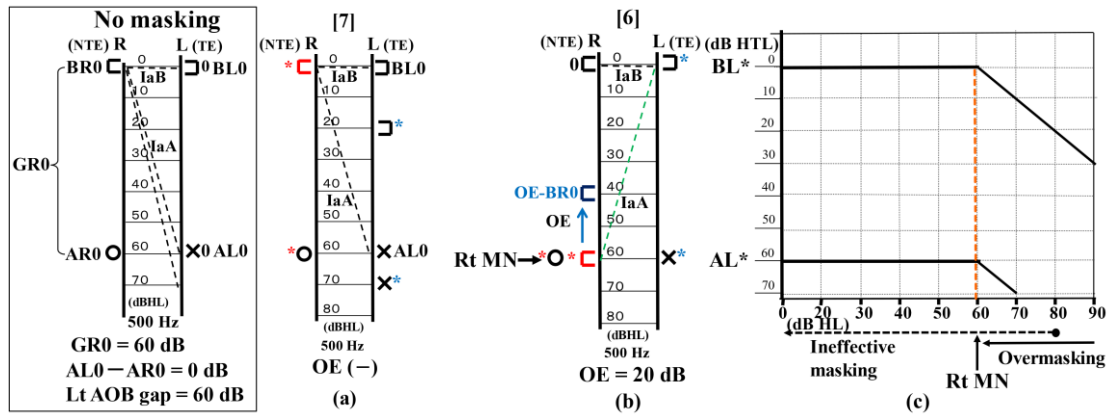 No masking
(NTE) R L (TE)
BR0 0 0 BL0
IaB
10
20
IaA
30
GR0
40
50
AR0 60 0 AL0
70
(dBHL)
500 Hz
GR0 = 60 dB
AL0－AR0 = 0 dB
Lt AOB gap = 60 dB
[7]
(NTE) R L (TE)
* 0 BL0
IaB
10
20 *
30
40
IaA
50
* 60 AL0
70 *
80
(dBHL)
500 Hz
OE (−)
(a)
[6]
(NTE) R L (TE)
0 0 *
IaB
10
20
30
OE-BR0 40
IaA
OE
50
Rt MN * * 60 *
70
80
(dBHL)
500 Hz
OE = 20 dB
(b)
(dB HTL)
BL* 0
10
20
30
AL* 60
70
0 10 20 30 40 50 60 70 80 90
(dB HL)
Ineffective
masking
Overmasking
Rt MN
(c)